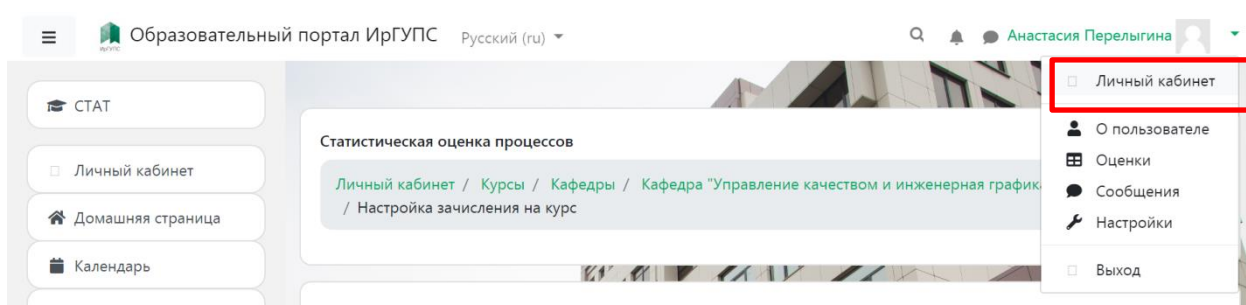 Образовательный портал ИрГУПС Русский (ru)
Анастасия Перелыгина
СТАТ
Личный кабинет
Домашняя страница
Календарь
Статистическая оценка процессов
Личный кабинет / Курсы / Кафедры / Кафедра "Управление качеством и инженерная график
/ Настройка зачисления на курс
Личный кабинет
О пользователе
Оценки
Сообщения
Настройки
Выход